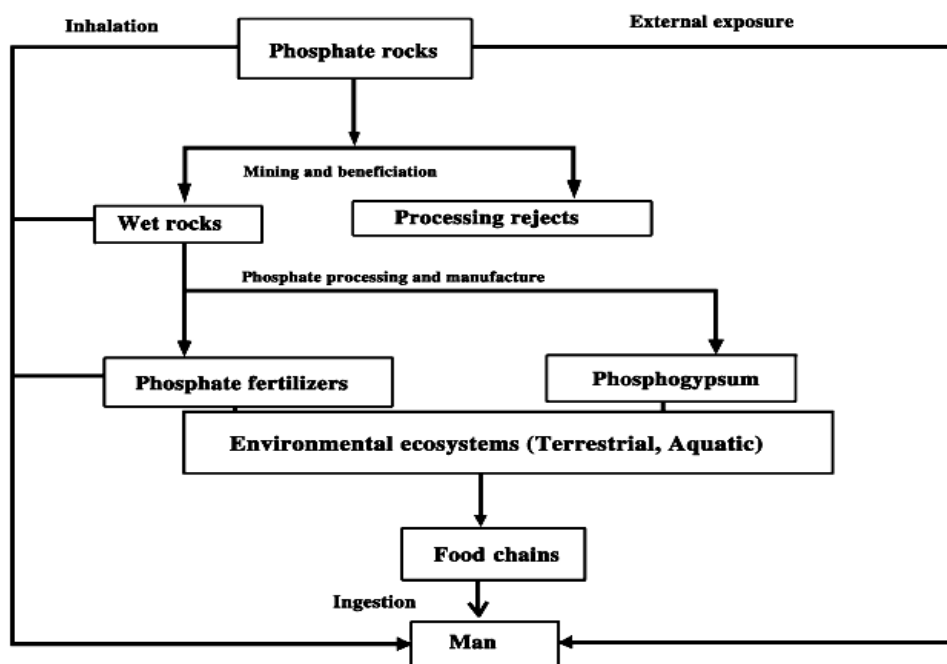 Inhalation
External exposure
Phosphate rocks
Mining and beneficiation
Wet rocks
Processing rejects
Phosphate processing and manufacture
Phosphate fertilizers
Phosphogypsum
Environmental ecosystems (Terrestrial, Aquatic)
Food chains
Ingestion
Man